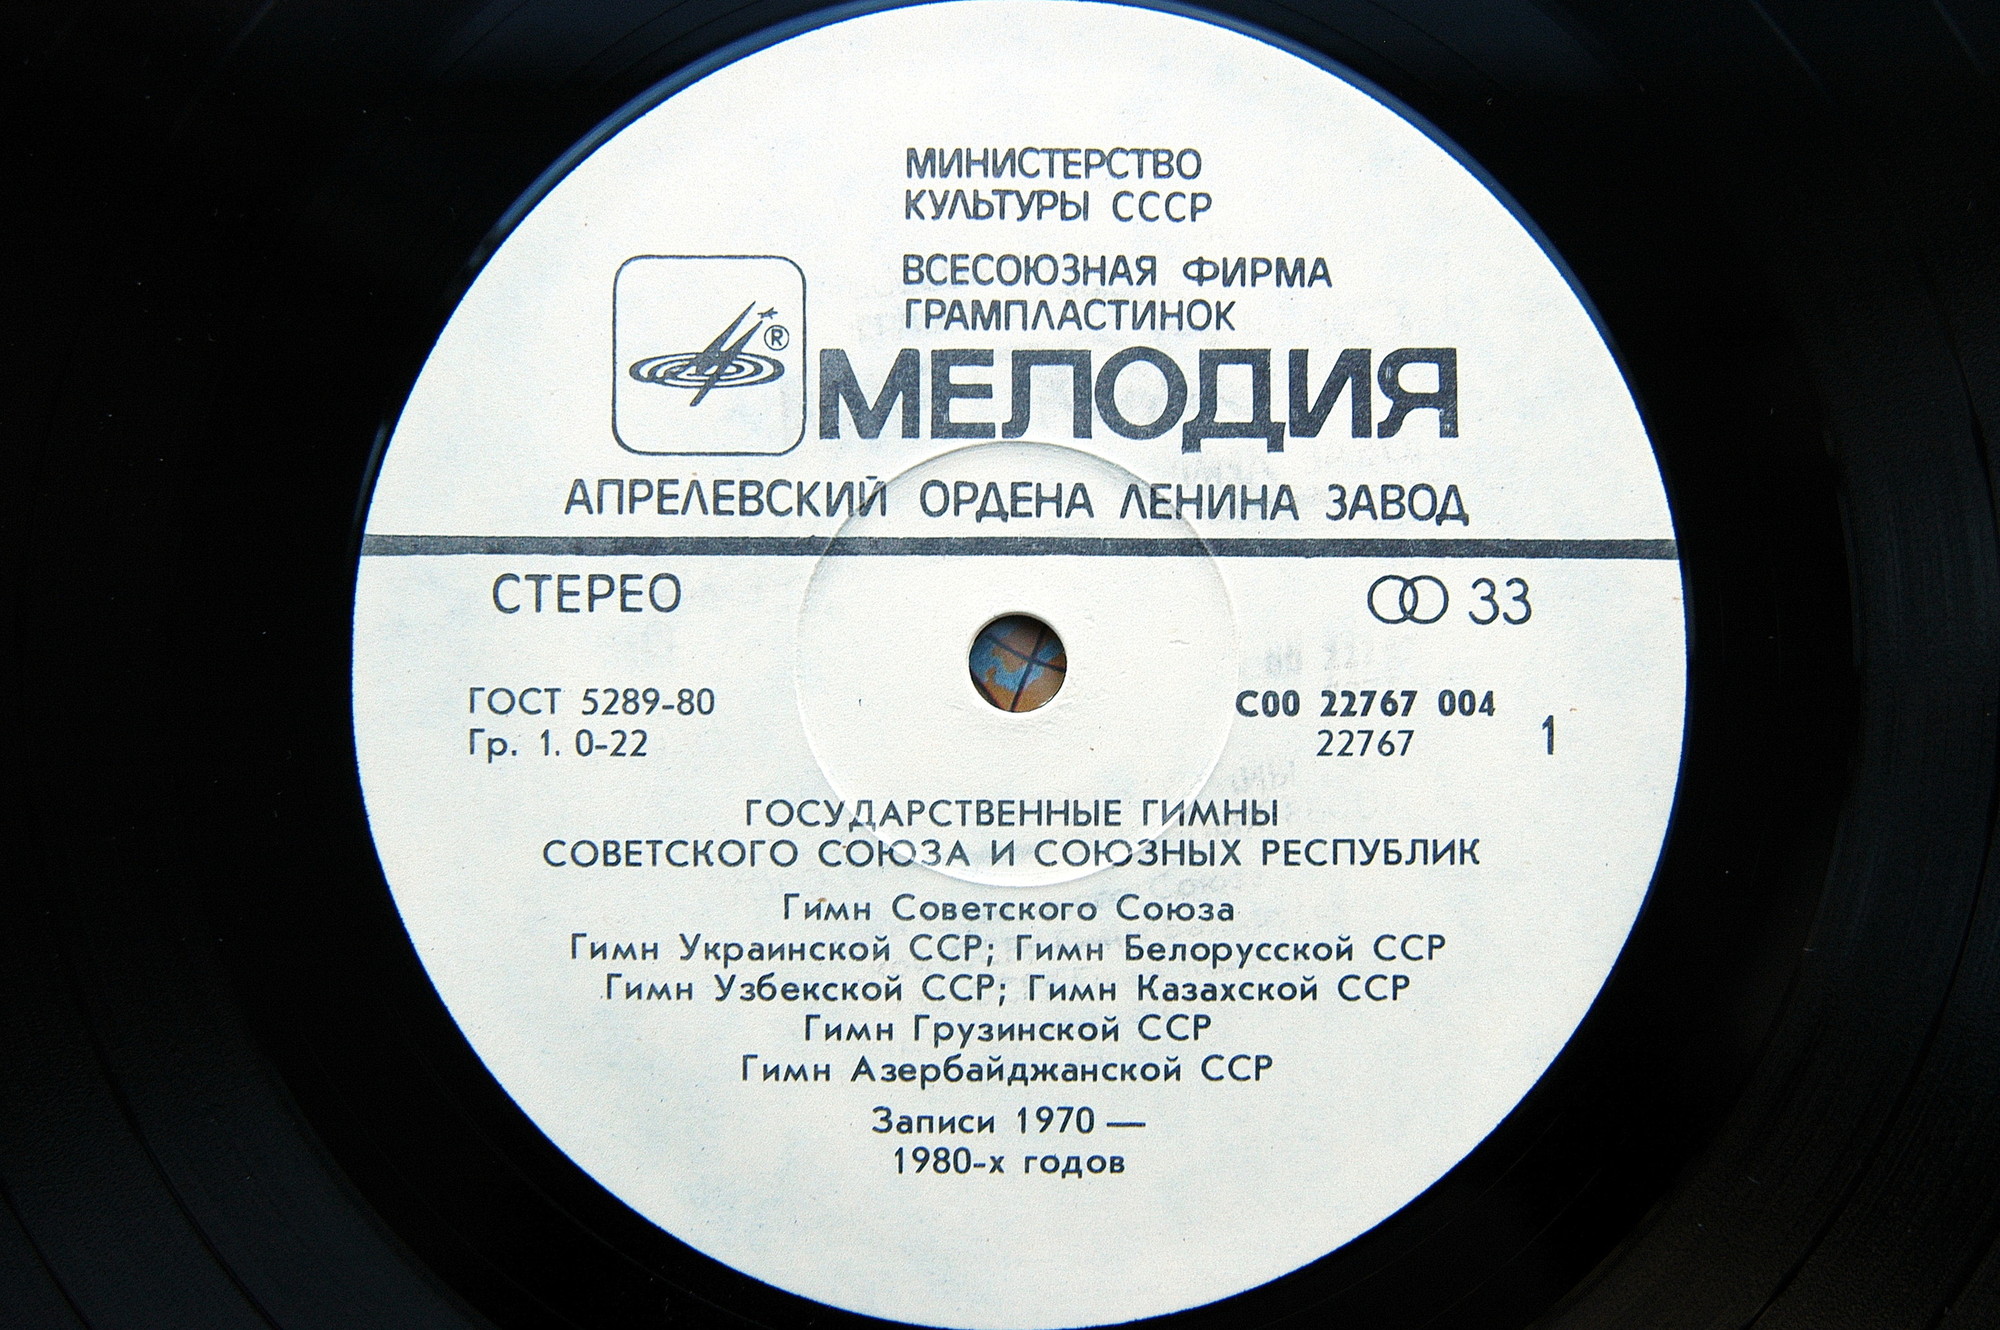 МИНИСТЕРСТВО
КУЛЬТУРЫ СССР
ВСЕСОЮЗНАЯ ФИРМА
ГРАМПЛАСТИНОК
®
МЕЛОДИЯ
АПРЕЛЕВСКИЙ ОРДЕНА ЛЕНИНА ЗАВОД
СТЕРЕО
33
ГОСТ 5289-80
Гр. 1. 0-22
С00 22767 004
22767
1
ГОСУДАРСТВЕННЫЕ ГИМНЫ
СОВЕТСКОГО СОЮЗА И СОЮЗНЫХ РЕСПУБЛИК
Гимн Советского Союза
Гимн Украинской ССР; Гимн Белорусской ССР
Гимн Узбекской ССР; Гимн Казахской ССР
Гимн Грузинской ССР
Гимн Азербайджанской ССР
Записи 1970 —
1980-х годов